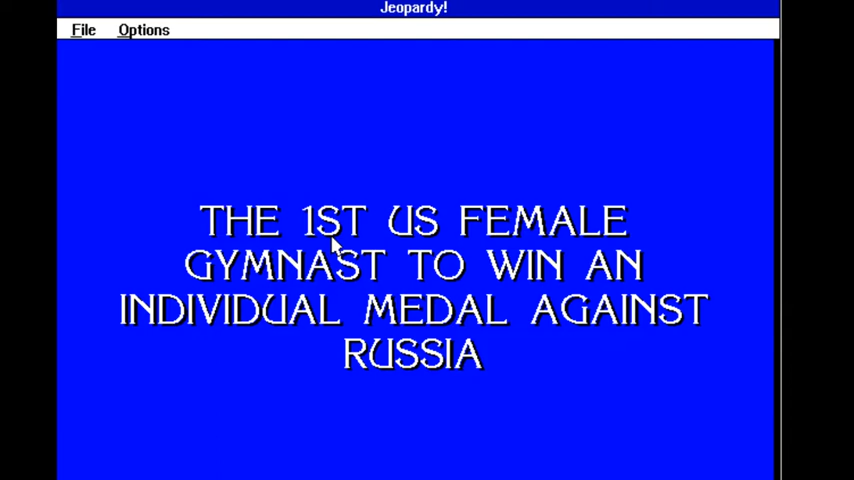 Jeopardy!
File Options
THE 1ST US FEMALE
GYMNAST TO WIN AN
INDIVIDUAL MEDAL AGAINST
RUSSIA